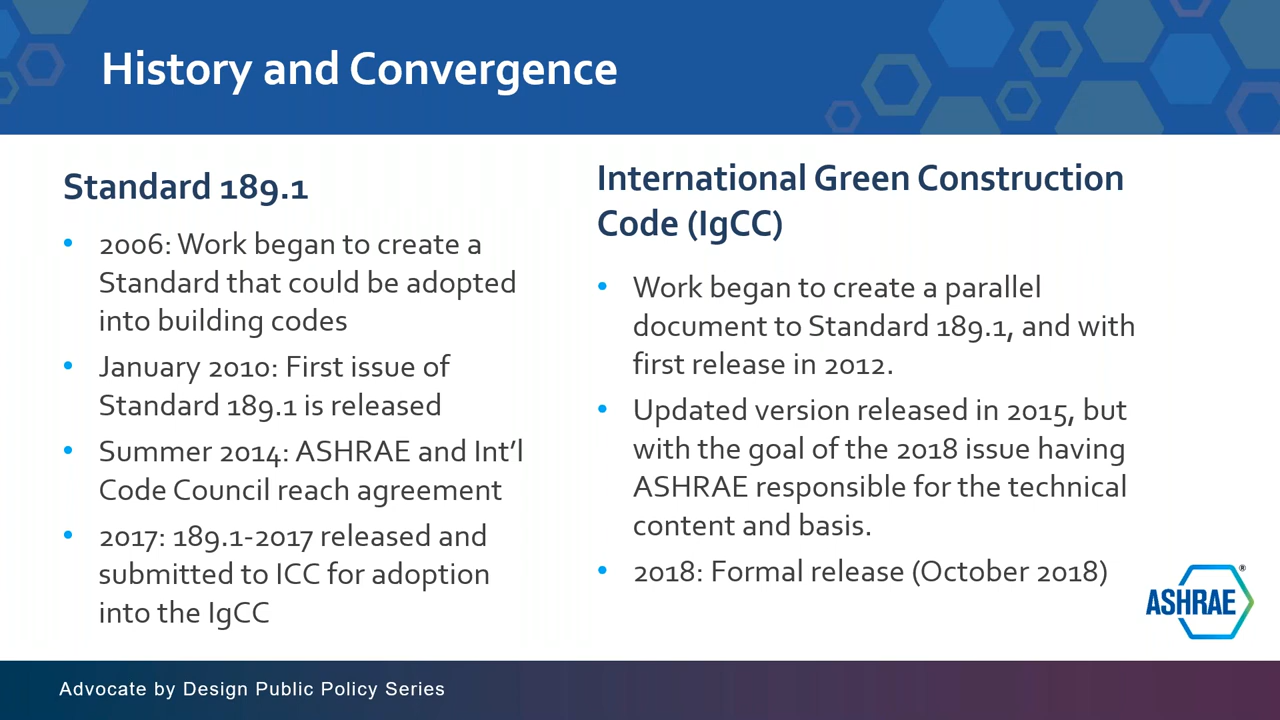 History and Convergence
Standard 189.1
• 2006: Work began to create a
Standard that could be adopted
into building codes
• January 2010: First issue of
Standard 189.1 is released
• Summer 2014: ASHRAE and Int’l
Code Council reach agreement
• 2017: 189.1-2017 released and
submitted to ICC for adoption
into the IgCC
International Green Construction
Code (IgCC)
• Work began to create a parallel
document to Standard 189.1, and with
first release in 2012.
• Updated version released in 2015, but
with the goal of the 2018 issue having
ASHRAE responsible for the technical
content and basis.
• 2018: Formal release (October 2018)
ASHRAE®
Advocate by Design Public Policy Series